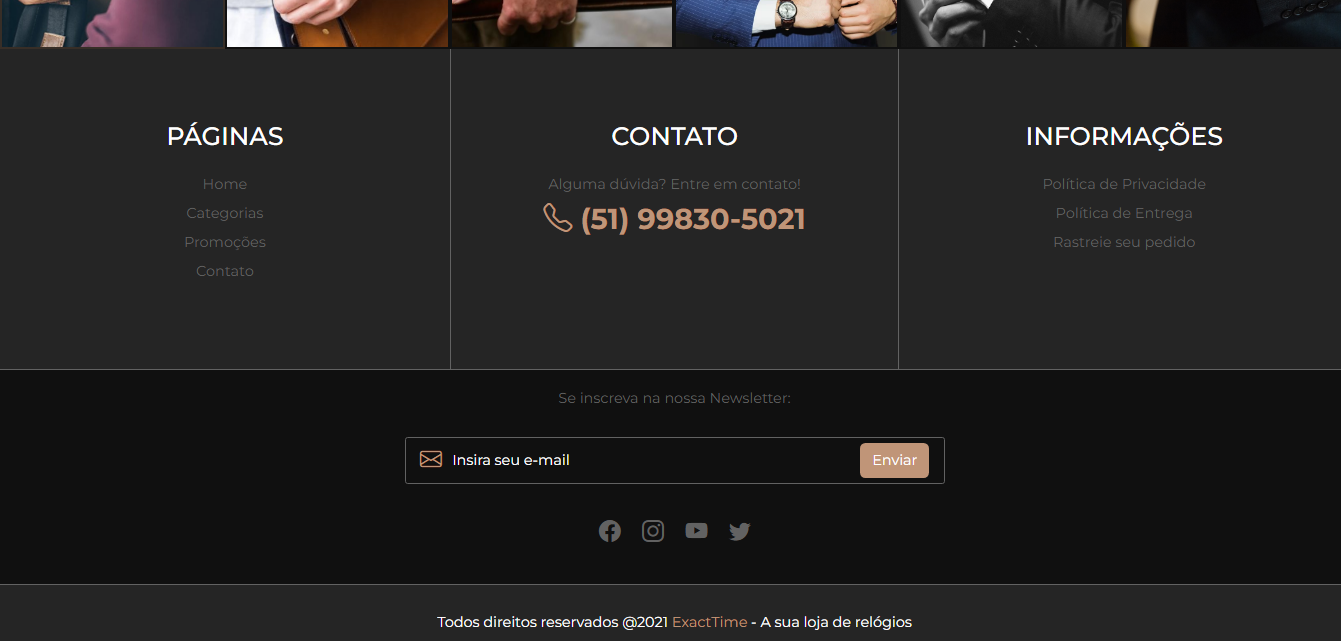 PÁGINAS
Home
Categorias
Promoções
Contato
CONTATO
Alguma dúvida? Entre em contato!
(51) 99830-5021
INFORMAÇÕES
Política de Privacidade
Política de Entrega
Rastreie seu pedido
Se inscreva na nossa Newsletter:
Insira seu e-mail
Enviar
Todos direitos reservados @2021 ExactTime - A sua loja de relógios